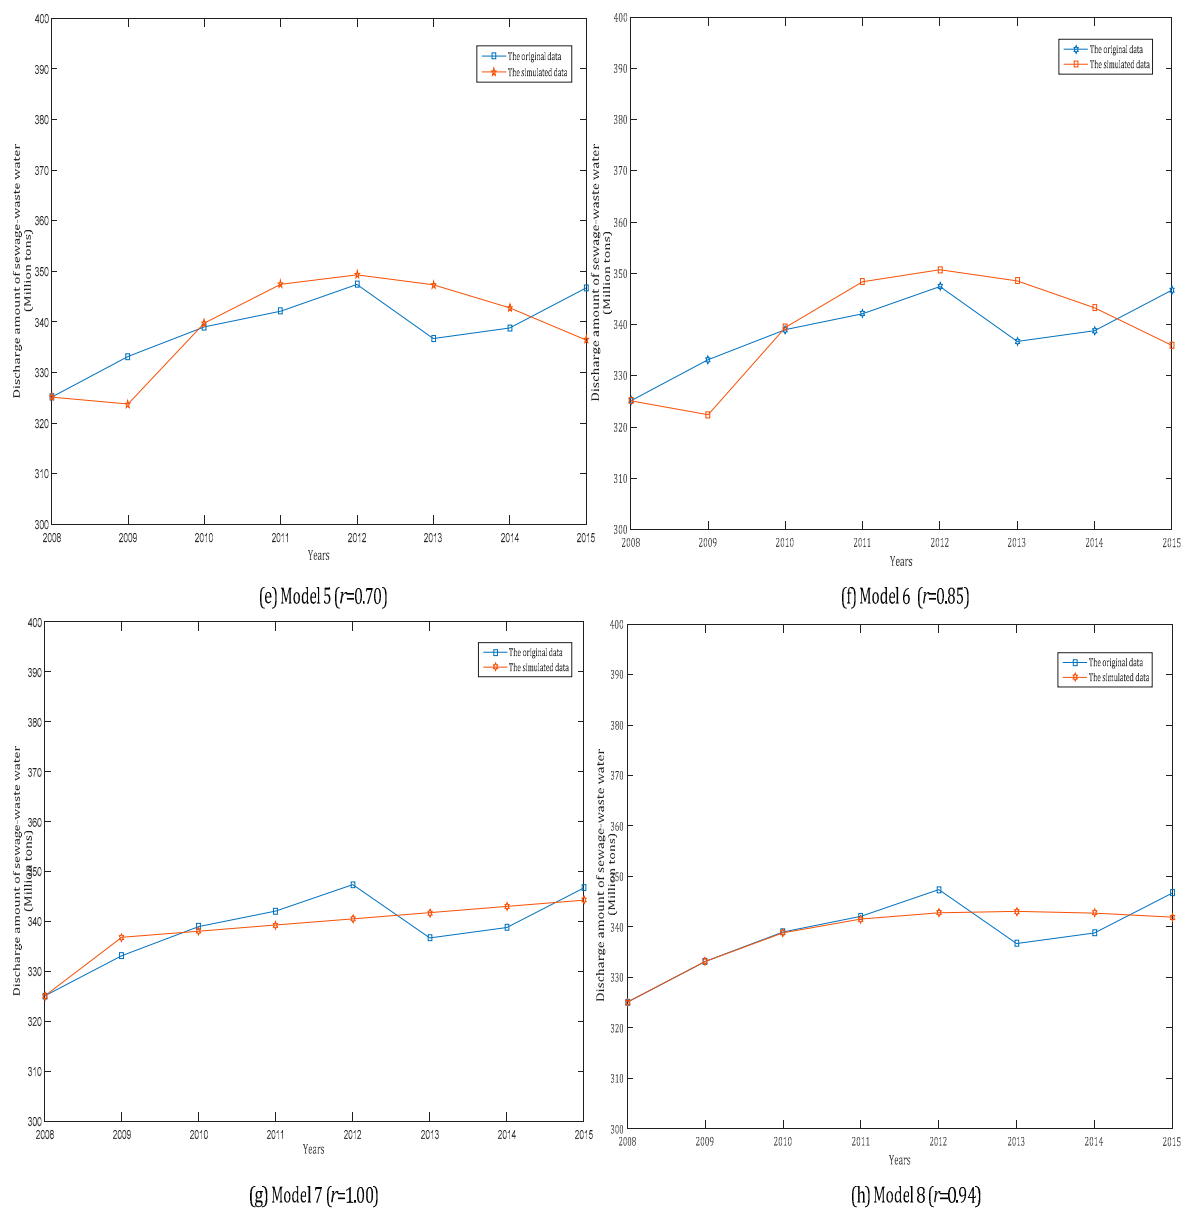 400
390
380
370
360
350
340
330
320
310
300
Discharge amount of sewage-waste water
(Million tons)
The original data
The simulated data
2008 2009 2010 2011 2012 2013 2014 2015
Years
(e) Model 5 (r=0.70)
400
390
380
370
360
350
340
330
320
310
300
Discharge amount of sewage-waste water
(Million tons)
The original data
The simulated data
2008 2009 2010 2011 2012 2013 2014 2015
Years
(f) Model 6 (r=0.85)
400
390
380
370
360
350
340
330
320
310
300
Discharge amount of sewage-waste water
(Million tons)
The original data
The simulated data
2008 2009 2010 2011 2012 2013 2014 2015
Years
(g) Model 7 (r=1.00)
400
390
380
370
360
350
340
330
320
310
300
Discharge amount of sewage-waste water
(Million tons)
The original data
The simulated data
2008 2009 2010 2011 2012 2013 2014 2015
Years
(h) Model 8 (r=0.94)